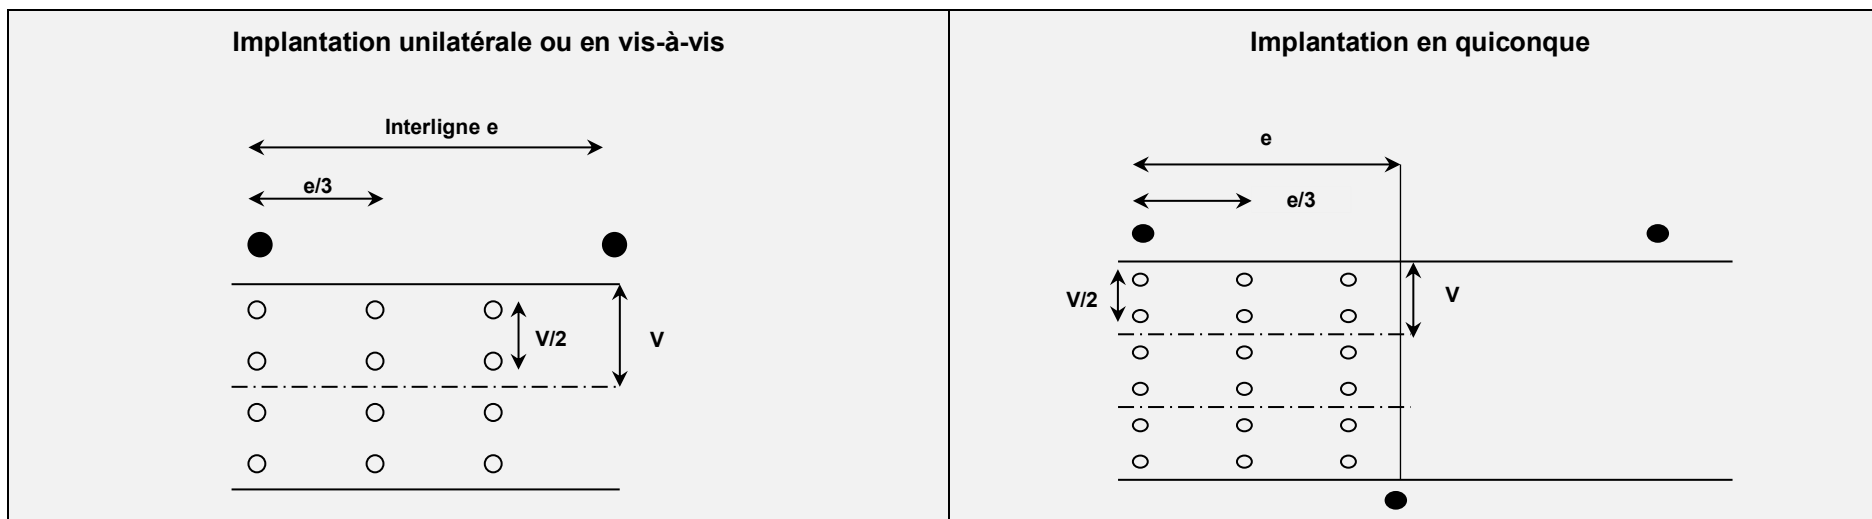 Implantation unilatérale ou en vis-à-vis
Interligne e
e/3
V/2
V
Implantation en quiconque
e
e/3
V/2
V